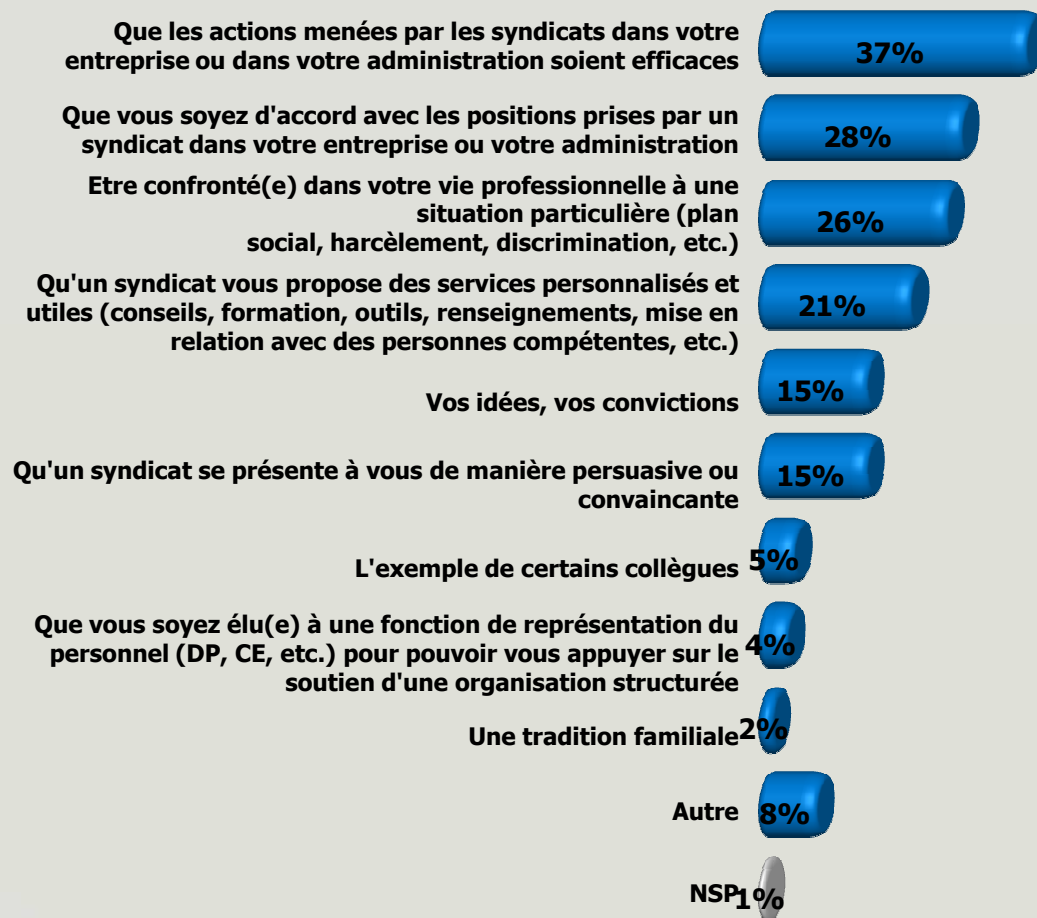 Que les actions menées par les syndicats dans votre
entreprise ou dans votre administration soient efficaces
37%
Que vous soyez d'accord avec les positions prises par un
syndicat dans votre entreprise ou votre administration
28%
Etre confronté(e) dans votre vie professionnelle à une
situation particulière (plan
social, harcèlement, discrimination, etc.)
26%
Qu'un syndicat vous propose des services personnalisés et
utiles (conseils, formation, outils, renseignements, mise en
relation avec des personnes compétentes, etc.)
21%
Vos idées, vos convictions
15%
Qu'un syndicat se présente à vous de manière persuasive ou
convaincante
15%
L'exemple de certains collègues
5%
Que vous soyez élu(e) à une fonction de représentation du
personnel (DP, CE, etc.) pour pouvoir vous appuyer sur le
soutien d'une organisation structurée
4%
Une tradition familiale
2%
Autre
8%
NSP
1%